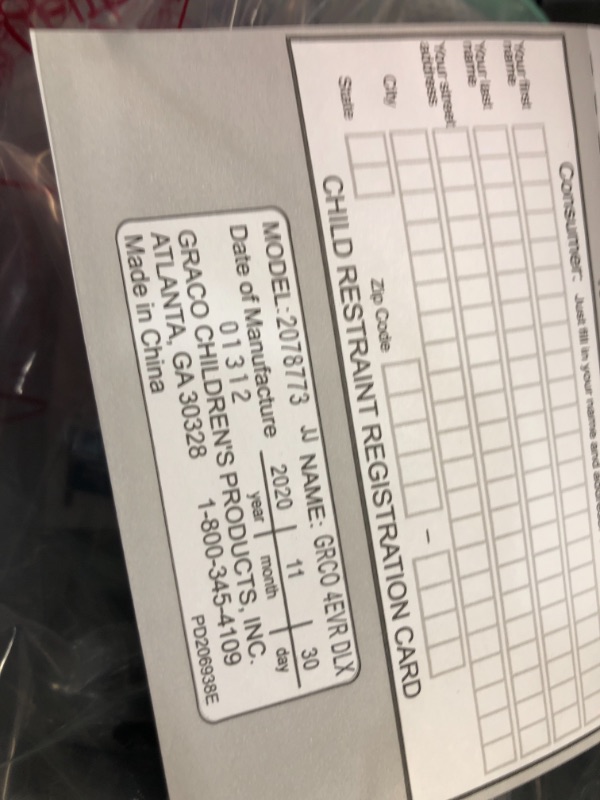 Consumer: Just fill in your name and address
Your first
name
Your last
name
Your street
address
City
State
Zip Code
–
CHILD RESTRAINT REGISTRATION CARD
MODEL: 2078773 JJ NAME: GRCO 4EVR DLX
Date of Manufacture 2020 11 30
01312 year month day
GRACO CHILDREN'S PRODUCTS, INC.
ATLANTA, GA 30328 1-800-345-4109
Made in China PD206938E